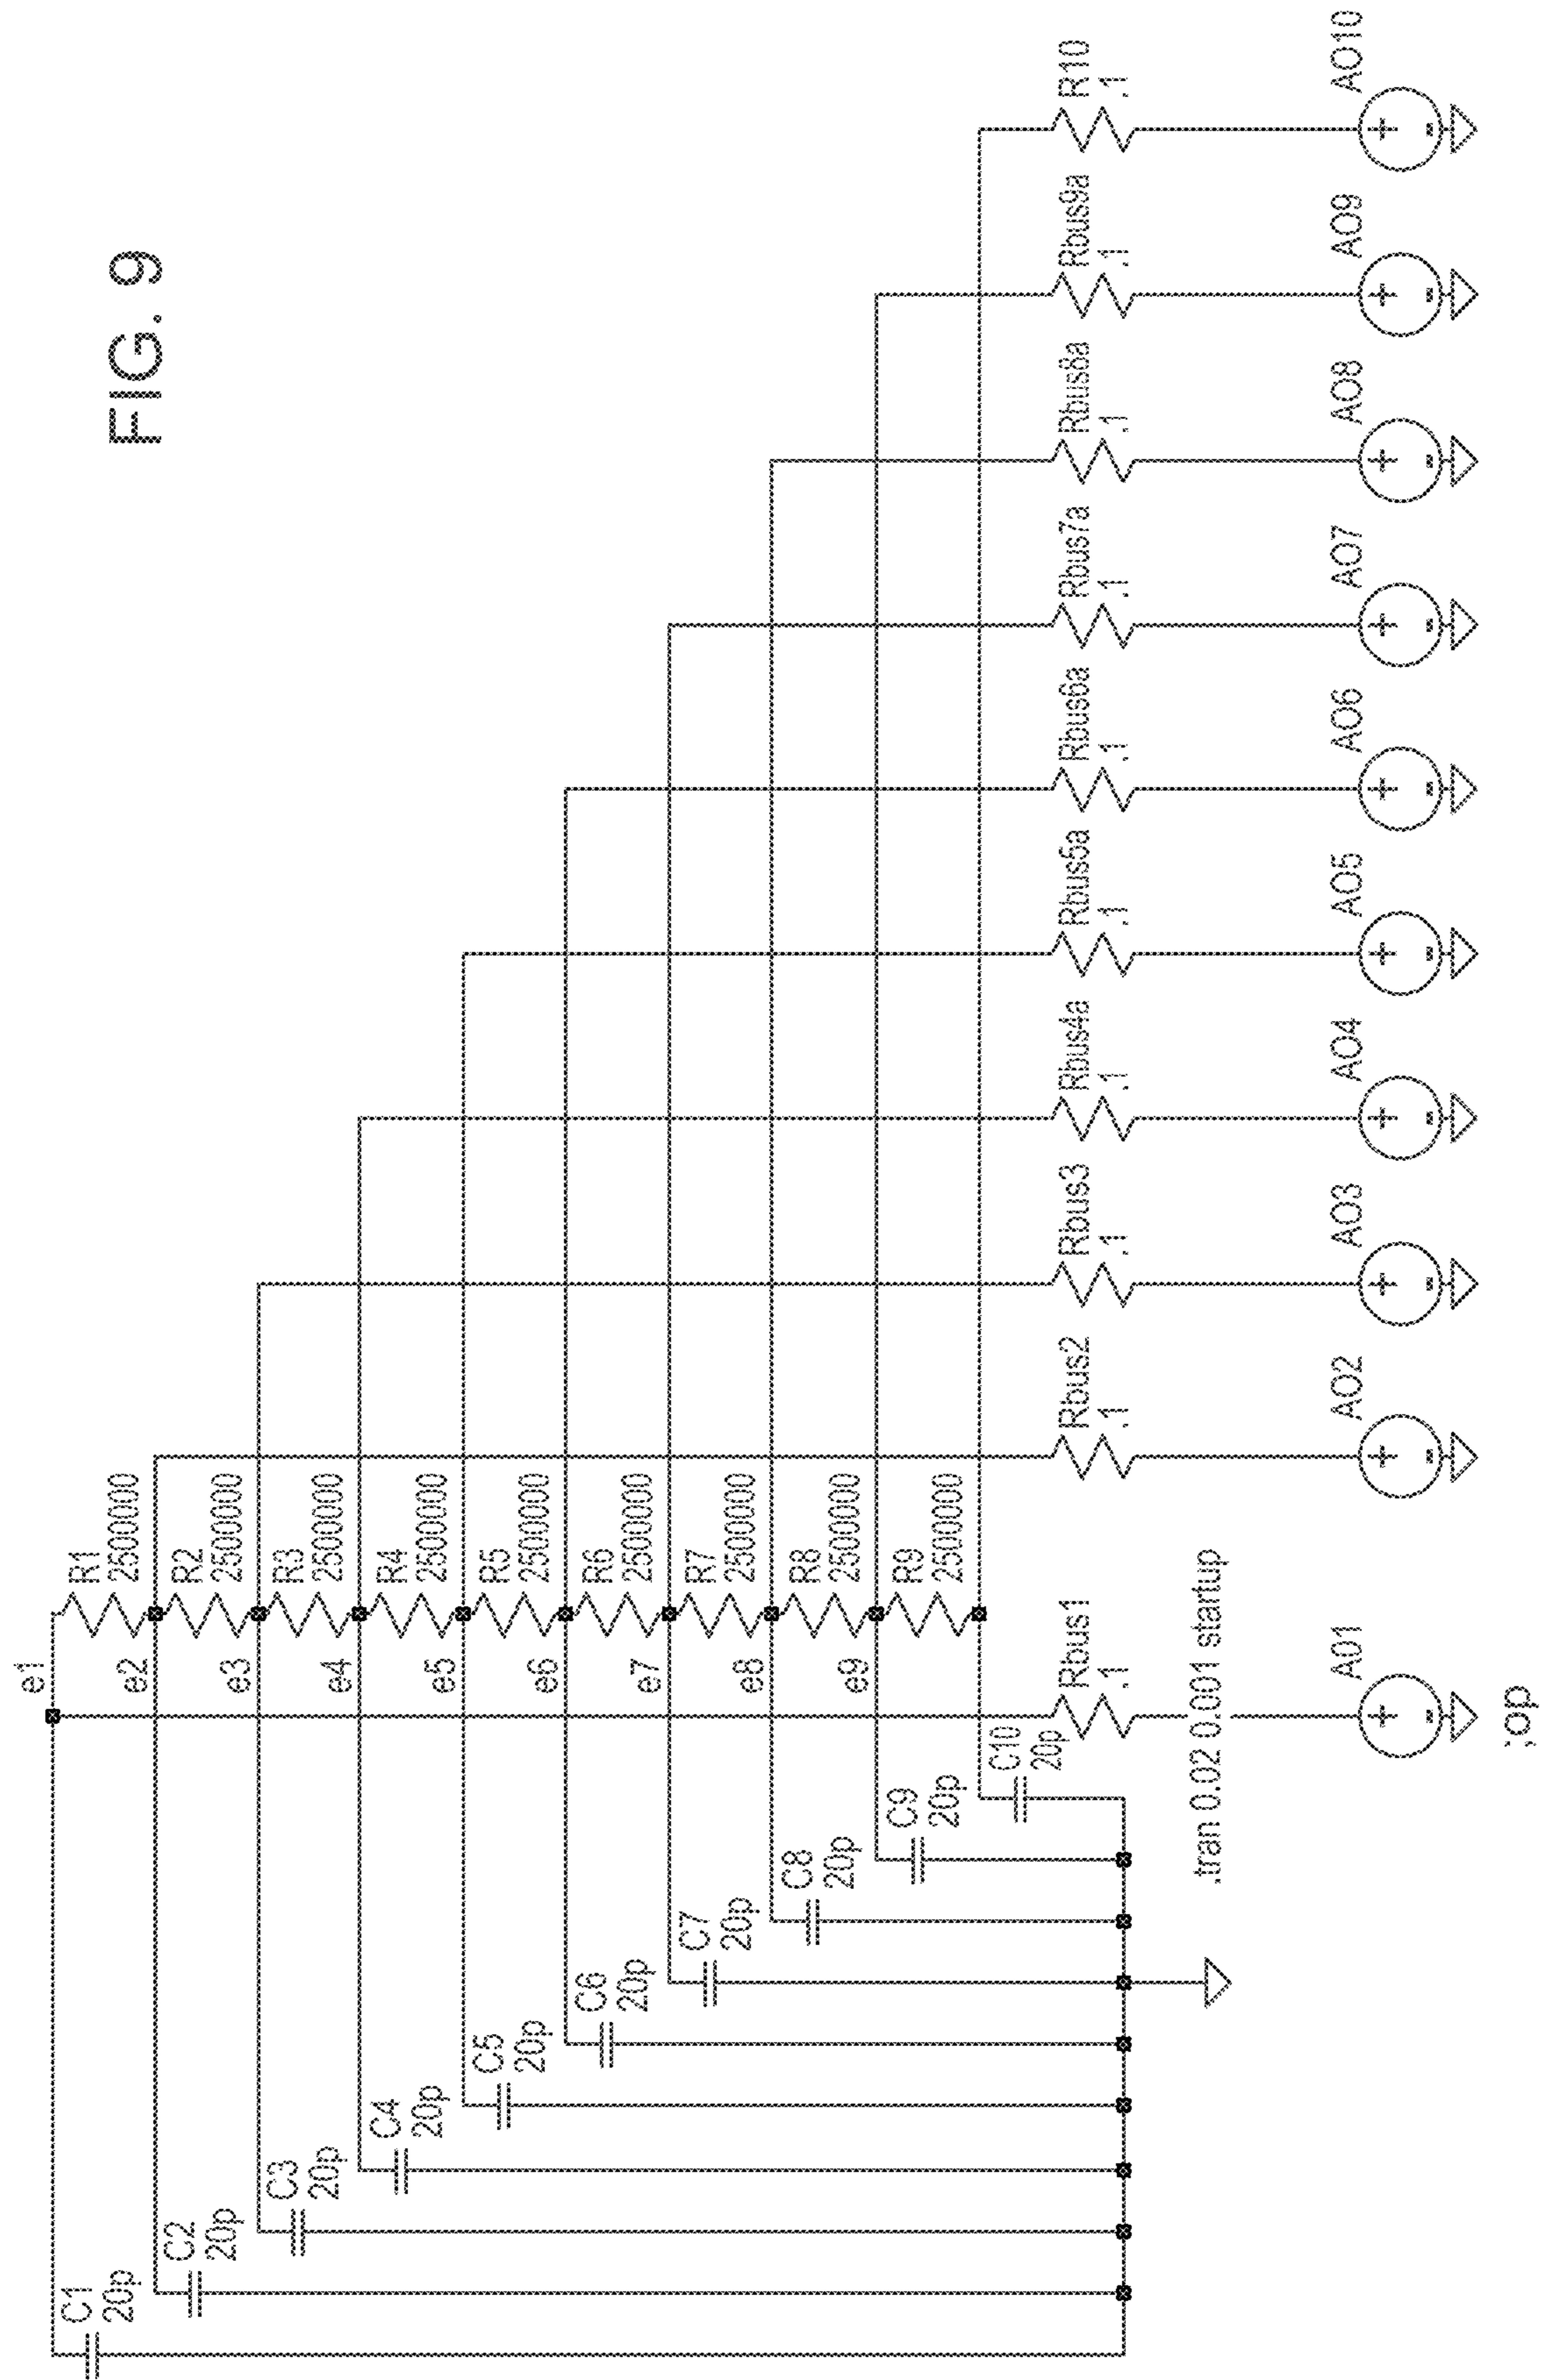 FIG. 9
e1
e2
e3
e4
e5
e6
e7
e8
e9
R1
2500000
R2
2500000
R3
2500000
R4
2500000
R5
2500000
R6
2500000
R7
2500000
R8
2500000
R9
2500000
C1
20p
C2
20p
C3
20p
C4
20p
C5
20p
C6
20p
C7
20p
C8
20p
C9
20p
C10
20p
Rbus1
.1
Rbus2
.1
Rbus3
.1
Rbus4a
.1
Rbus5a
.1
Rbus6a
.1
Rbus7a
.1
Rbus8a
.1
Rbus9a
.1
R10
.1
.tran 0.02 0.001 startup
A01
AO2
AO3
AO4
AO5
AO6
AO7
AO8
AO9
AO10
+
-
+
-
+
-
+
-
+
-
+
-
+
-
+
-
+
-
+
-
;op